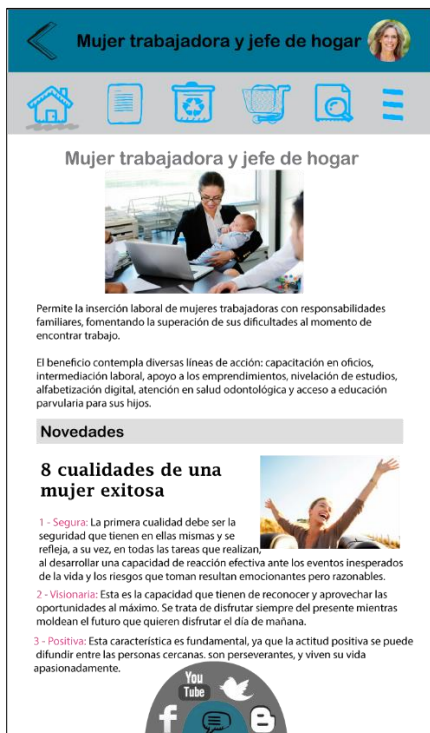 Mujer trabajadora y jefe de hogar
Mujer trabajadora y jefe de hogar
Permite la inserción laboral de mujeres trabajadoras con responsabilidades
familiares, fomentando la superación de sus dificultades al momento de
encontrar trabajo.
El beneficio contempla diversas líneas de acción: capacitación en oficios,
intermediación laboral, apoyo a los emprendimientos, nivelación de estudios,
alfabetización digital, atención en salud odontológica y acceso a educación
parvularia para sus hijos.
Novedades
8 cualidades de una
mujer exitosa
1 - Segura: La primera cualidad debe ser la
seguridad que tienen en ellas mismas y se
refleja, a su vez, en todas las tareas que realizan,
al desarrollar una capacidad de reacción efectiva ante los eventos inesperados
de la vida y los riesgos que toman resultan emocionantes pero razonables.
2 - Visionaria: Esta es la capacidad que tienen de reconocer y aprovechar las
oportunidades al máximo. Se trata de disfrutar siempre del presente mientras
moldean el futuro que quieren disfrutar el día de mañana.
3 - Positiva: Esta característica es fundamental, ya que la actitud positiva se puede
difundir entre las personas cercanas. son perseverantes, y viven su vida
apasionadamente.
You
Tube